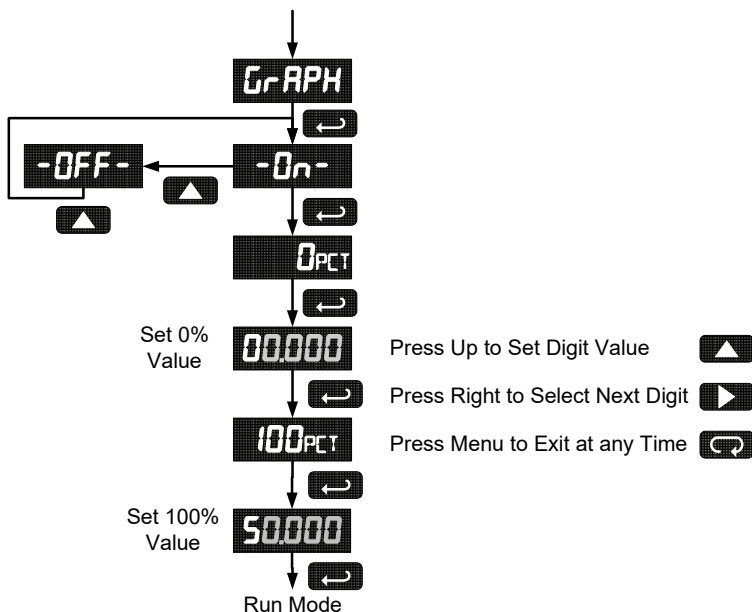 GrAPH
-OFF-
-On-
0PCT
Set 0%
Value
00.000
Press Up to Set Digit Value
Press Right to Select Next Digit
100PCT
Press Menu to Exit at any Time
Set 100%
Value
50.000
Run Mode